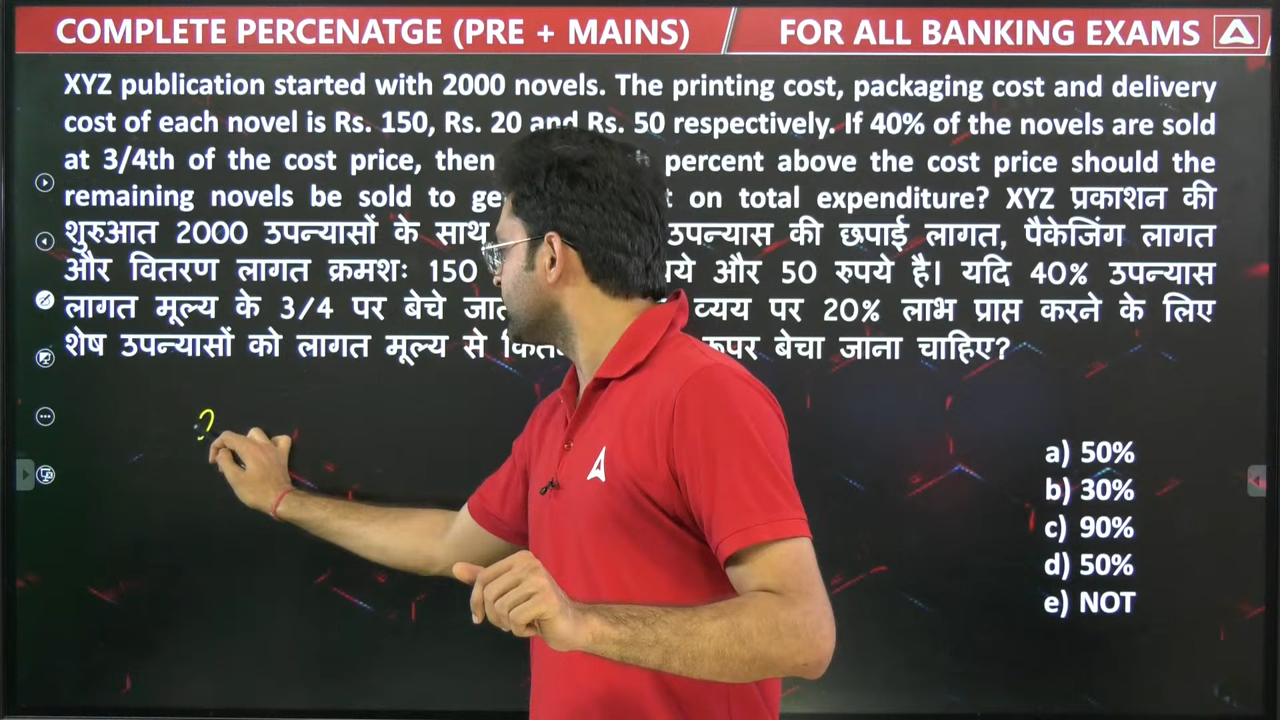 COMPLETE PERCENATGE (PRE + MAINS)
FOR ALL BANKING EXAMS
XYZ publication started with 2000 novels. The printing cost, packaging cost and delivery
cost of each novel is Rs. 150, Rs. 20 and Rs. 50 respectively. If 40% of the novels are sold
at 3/4th of the cost price, then percent above the cost price should the
remaining novels be sold to on total expenditure? XYZ प्रकाशन की
शुरुआत 2000 उपन्यासों के साथ उपन्यास की छपाई लागत, पैकेजिंग लागत
और वितरण लागत क्रमशः 150 और 50 रुपये है। यदि 40% उपन्यास
लागत मूल्य के 3/4 पर बेचे व्यय पर 20% लाभ प्राप्त करने के लिए
शेष उपन्यासों को लागत मूल्य से बेचा जाना चाहिए?
a) 50%
b) 30%
c) 90%
d) 50%
e) NOT